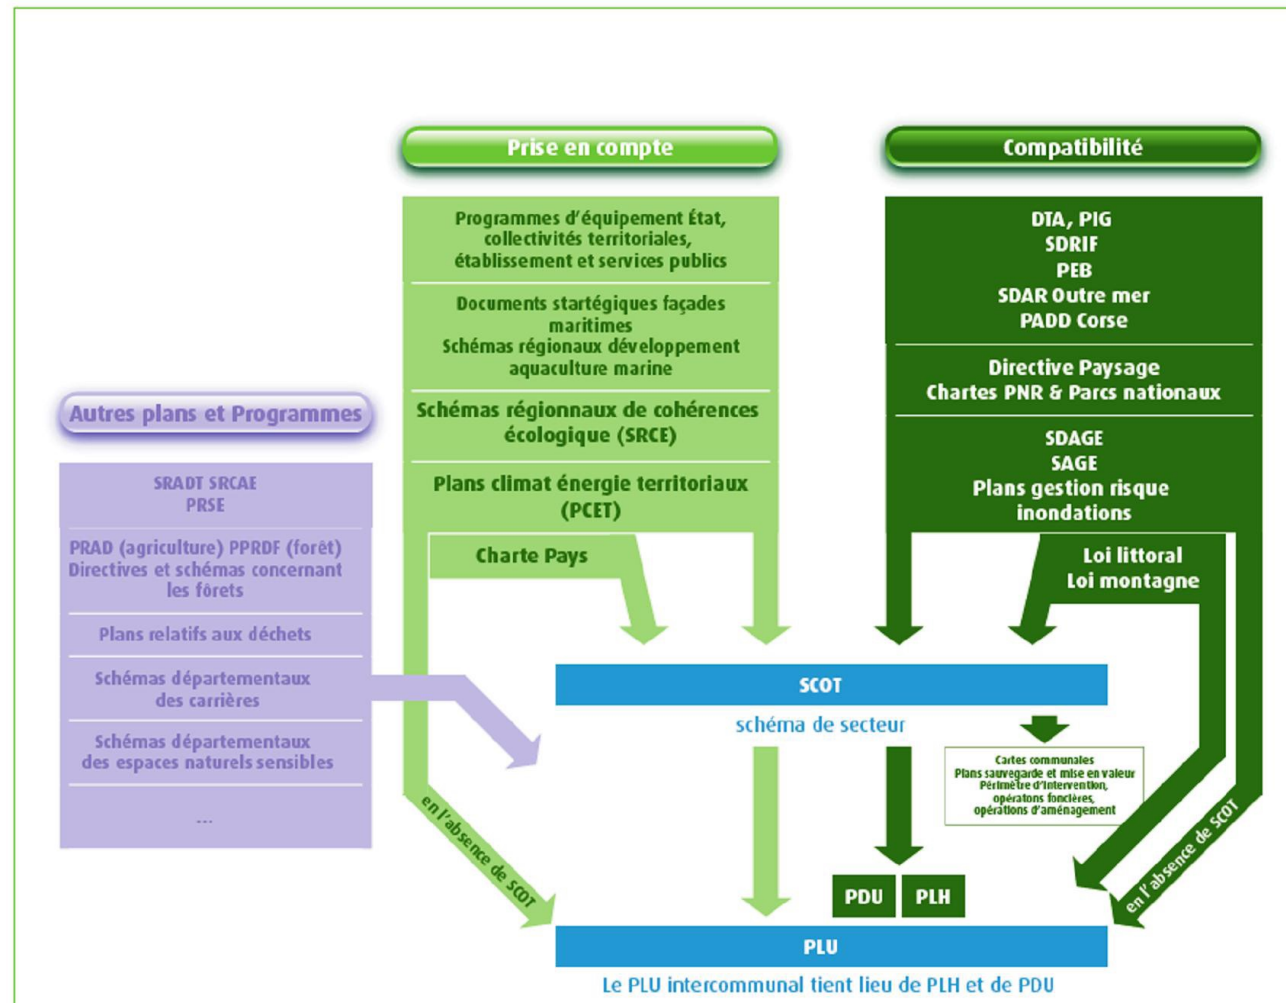 Prise en compte
Programmes d'équipement État,
collectivités territoriales,
établissement et services publics
Documents startégiques façades
maritimes
Schémas régionaux développement
aquaculture marine
Schémas régionnaux de cohérences
écologique (SRCE)
Plans climat énergie territoriaux
(PCET)
Charte Pays
Compatibilité
DTA, PIG
SDRIF
PEB
SDAR Outre mer
PADD Corse
Directive Paysage
Chartes PNR & Parcs nationaux
SDAGE
SAGE
Plans gestion risque
inondations
Loi littoral
Loi montagne
Autres plans et Programmes
SRADT SRCAE
PRSE
PRAD (agriculture) PPRDF (forêt)
Directives et schémas concernant
les fôrets
Plans relatifs aux déchets
Schémas départementaux
des carrières
Schémas départementaux
des espaces naturels sensibles
...
SCOT
schéma de secteur
Cartes communales
Plans sauvegarde et mise en valeur
Périmètre d'intervention,
opératons foncières,
opérations d'aménagement
en l'absence de SCOT
en l'absence de SCOT
PDU
PLH
PLU
Le PLU intercommunal tient lieu de PLH et de PDU